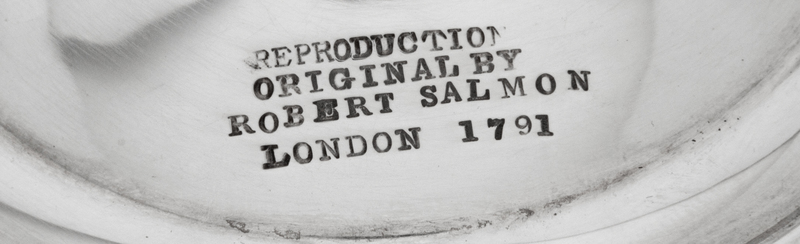 REPRODUCTION
ORIGINAL BY
ROBERT SALMON
LONDON 1791